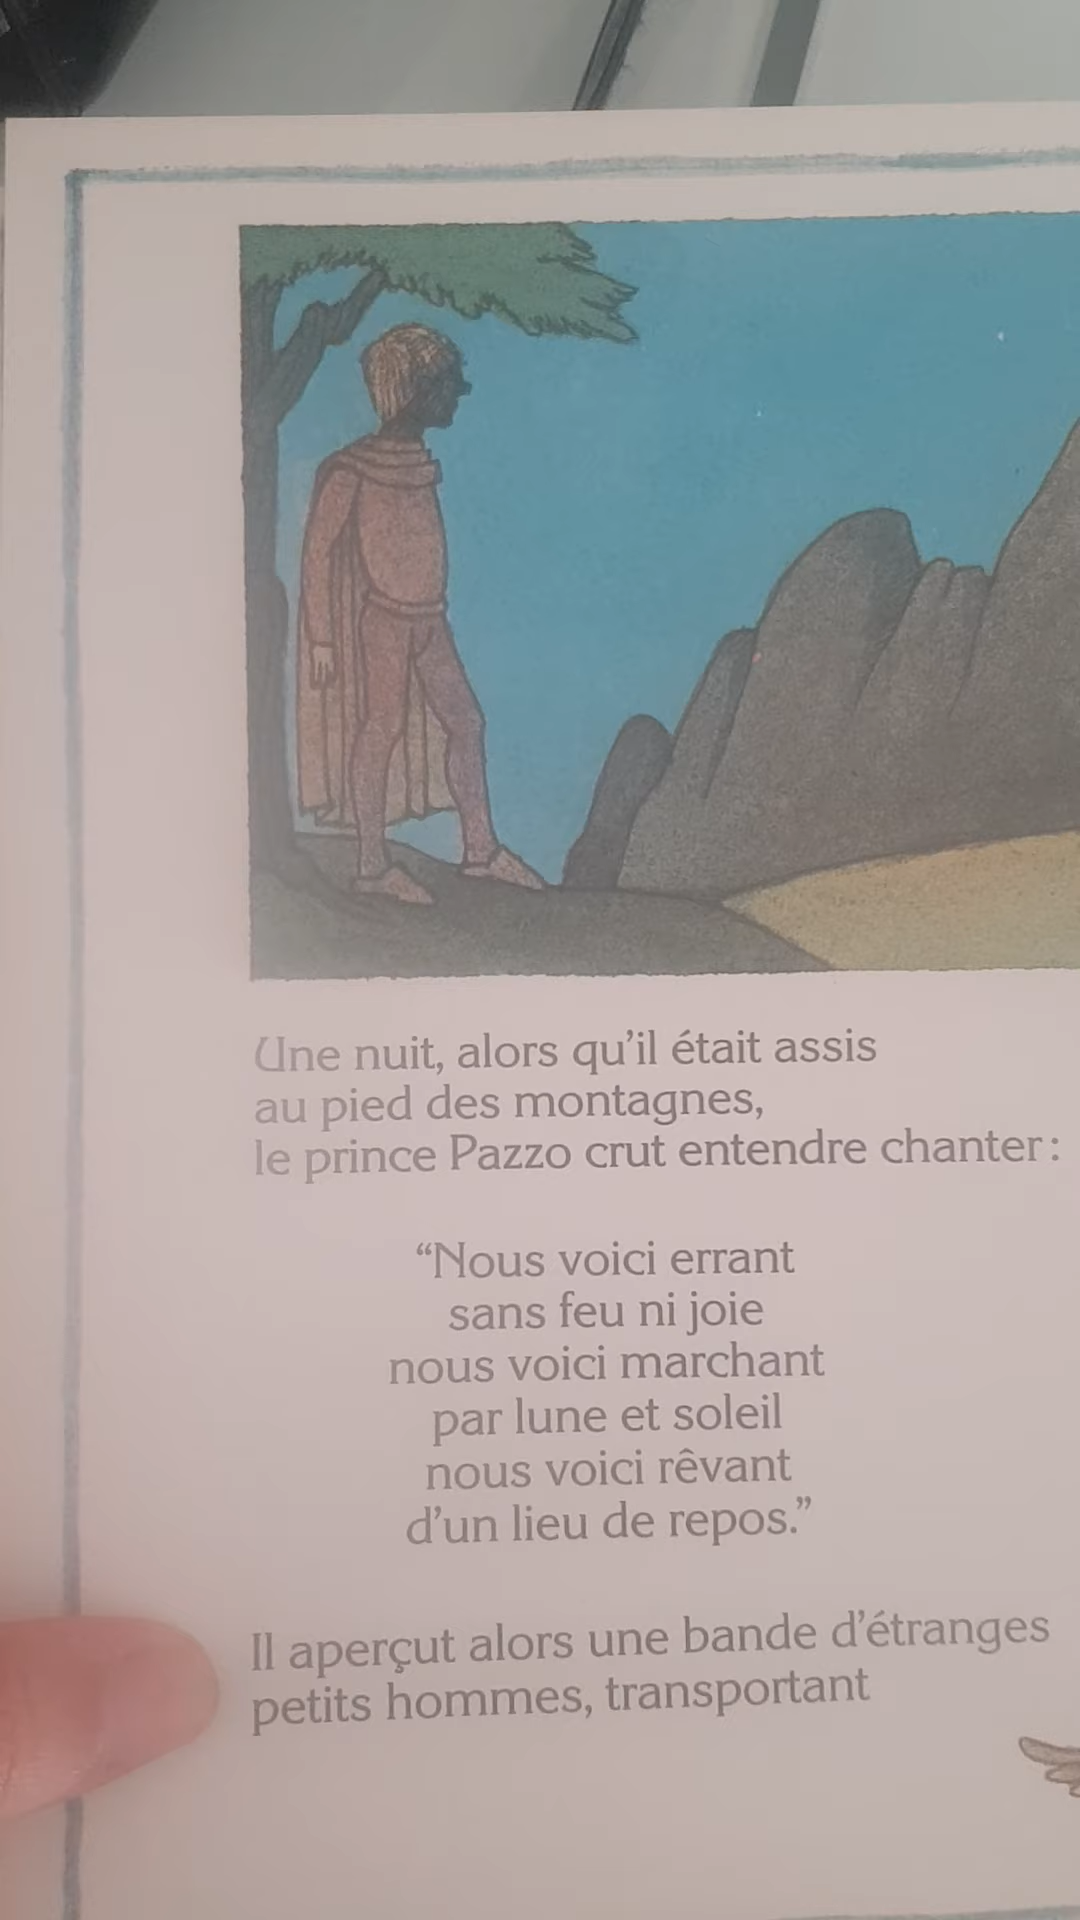 Une nuit, alors qu’il était assis
au pied des montagnes,
le prince Pazzo crut entendre chanter :
“Nous voici errant
sans feu ni joie
nous voici marchant
par lune et soleil
nous voici rêvant
d’un lieu de repos.”
Il aperçut alors une bande d’étranges
petits hommes, transportant